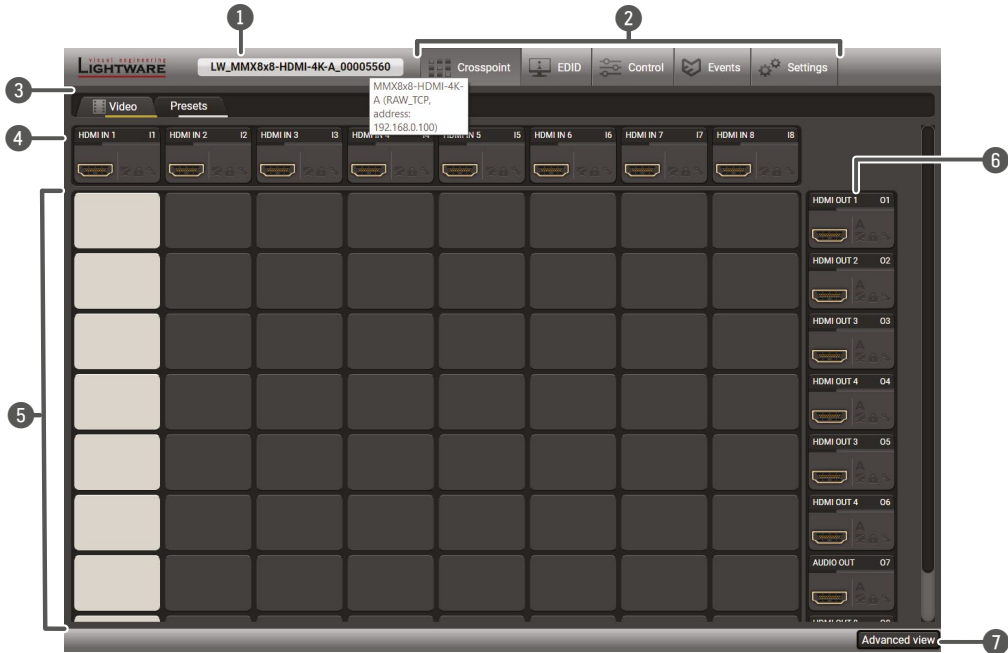 1
2
visual engineering
LIGHTWARE
LW_MMX8x8-HDMI-4K-A_00005560
Crosspoint
EDID
Control
Events
Settings
MMX8x8-HDMI-4K-
A (RAW_TCP,
address:
192.168.0.100)
3
Video
Presets
4
HDMI IN 1 I1
HDMI IN 2 I2
HDMI IN 3 I3
HDMI IN 4 I4
HDMI IN 5 I5
HDMI IN 6 I6
HDMI IN 7 I7
HDMI IN 8 I8
6
HDMI OUT 1 O1
A
HDMI OUT 2 O2
A
HDMI OUT 3 O3
A
HDMI OUT 4 O4
A
5
HDMI OUT 3 O5
A
HDMI OUT 4 O6
A
AUDIO OUT O7
A
Advanced view
7